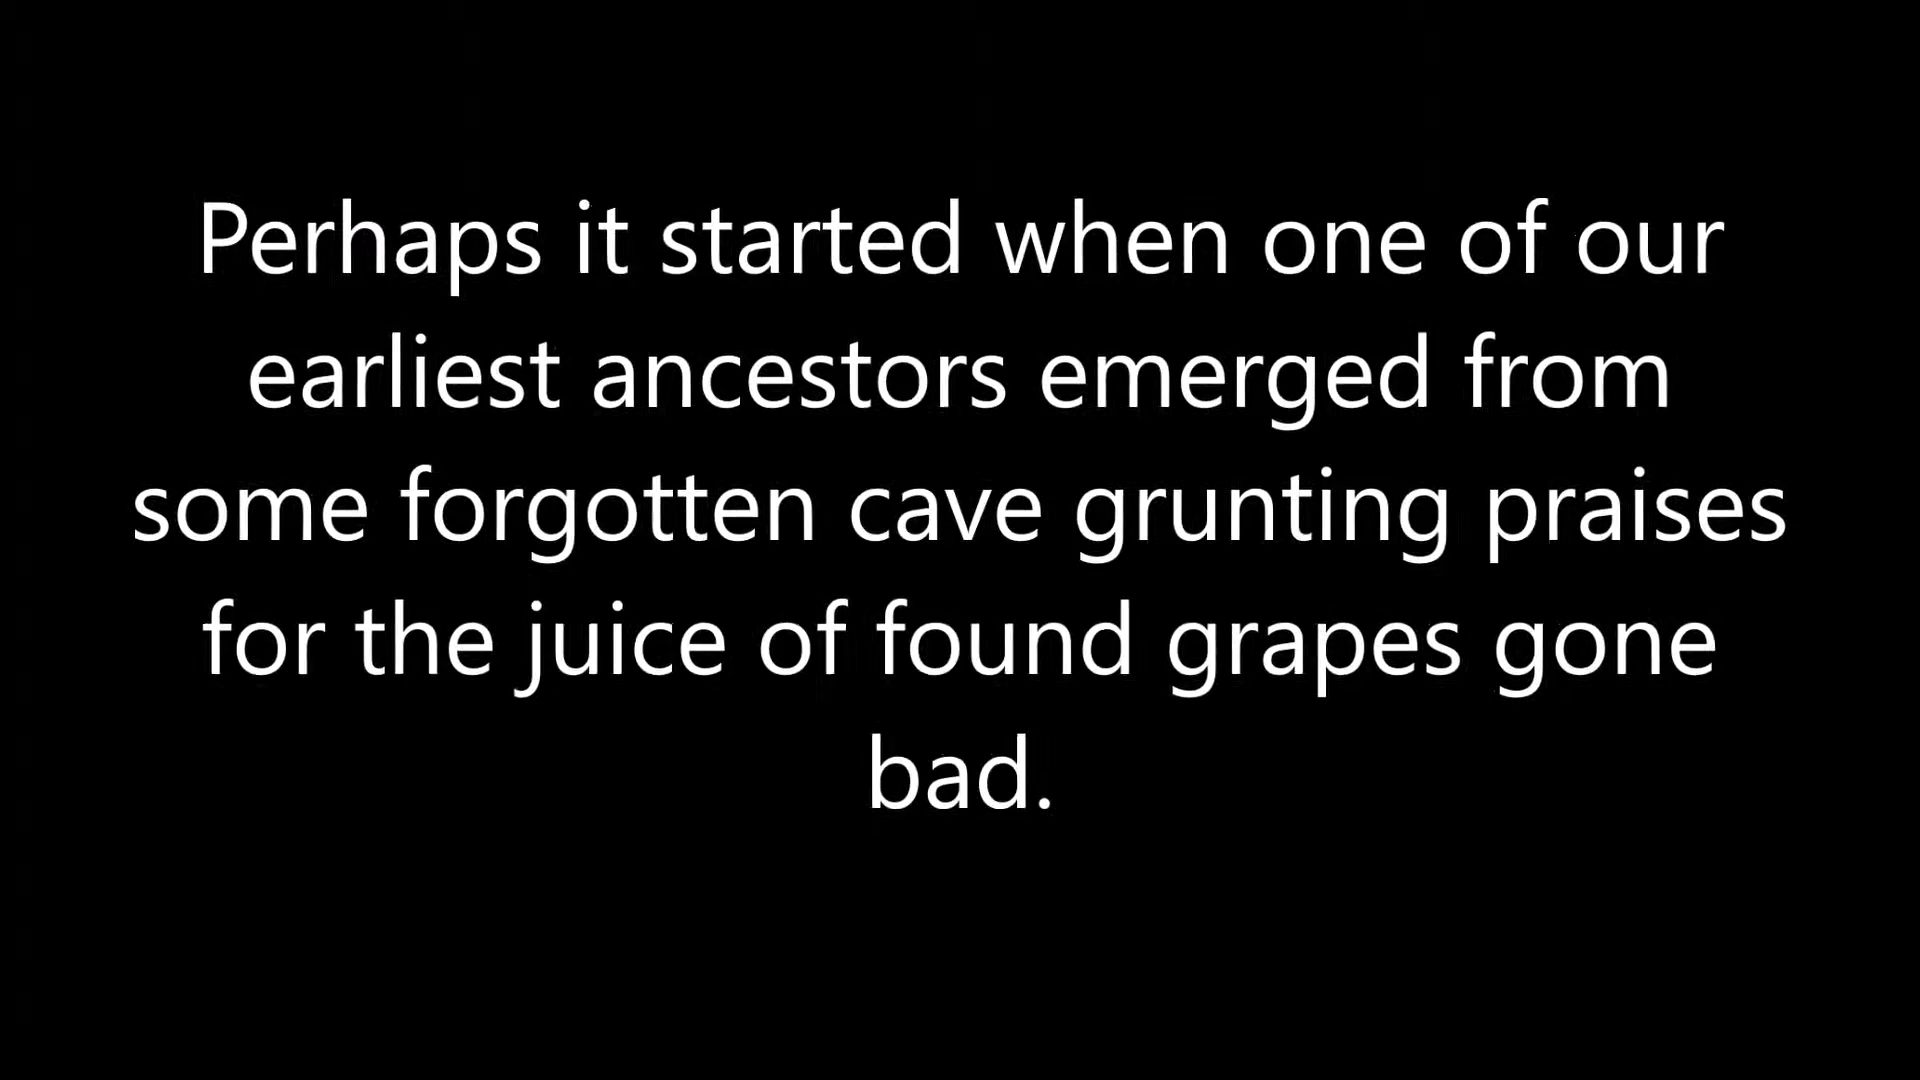 Perhaps it started when one of our
earliest ancestors emerged from
some forgotten cave grunting praises
for the juice of found grapes gone
bad.